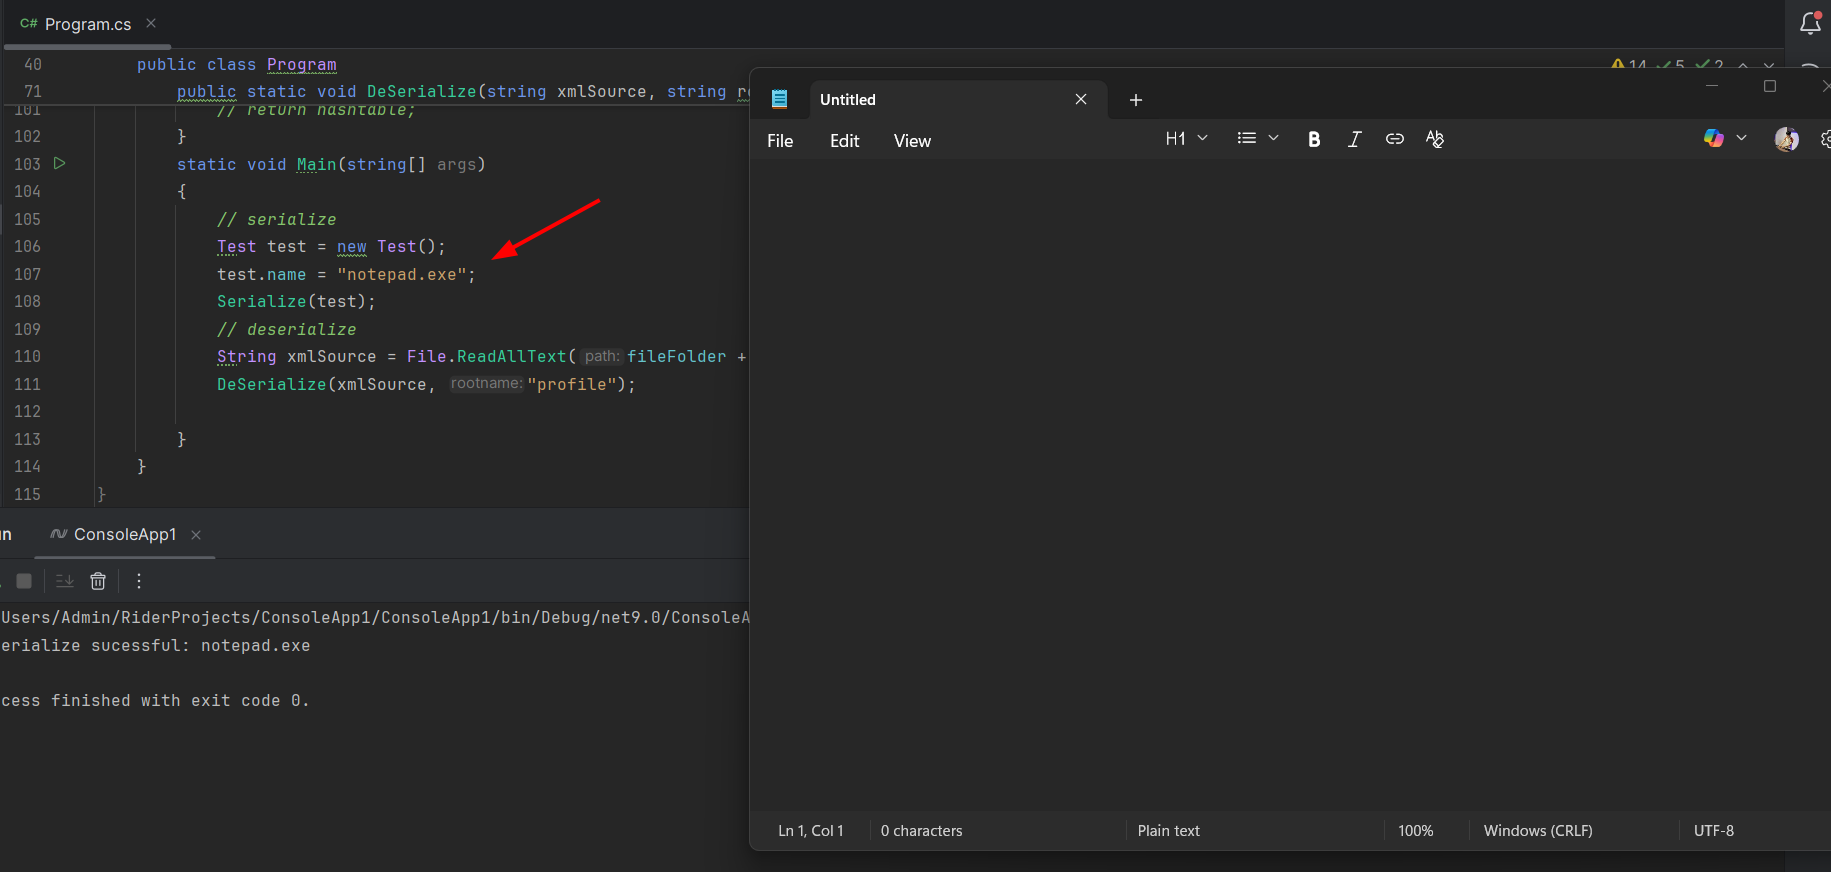 C# Program.cs
40 public class Program
71 public static void DeSerialize(string xmlSource, string
101 // return hashtable;
102 }
103 static void Main(string[] args)
104 {
105 // serialize
106 Test test = new Test();
107 test.name = "notepad.exe";
108 Serialize(test);
109 // deserialize
110 String xmlSource = File.ReadAllText( path: fileFolder +
111 DeSerialize(xmlSource, rootname: "profile");
112
113 }
114 }
115 }
14 5 2
Untitled
File Edit View H1 B I
Ln 1, Col 1 0 characters Plain text 100% Windows (CRLF) UTF-8
ConsoleApp1
Users/Admin/RiderProjects/ConsoleApp1/ConsoleApp1/bin/Debug/net9.0/ConsoleA
erialize sucessful: notepad.exe
cess finished with exit code 0.